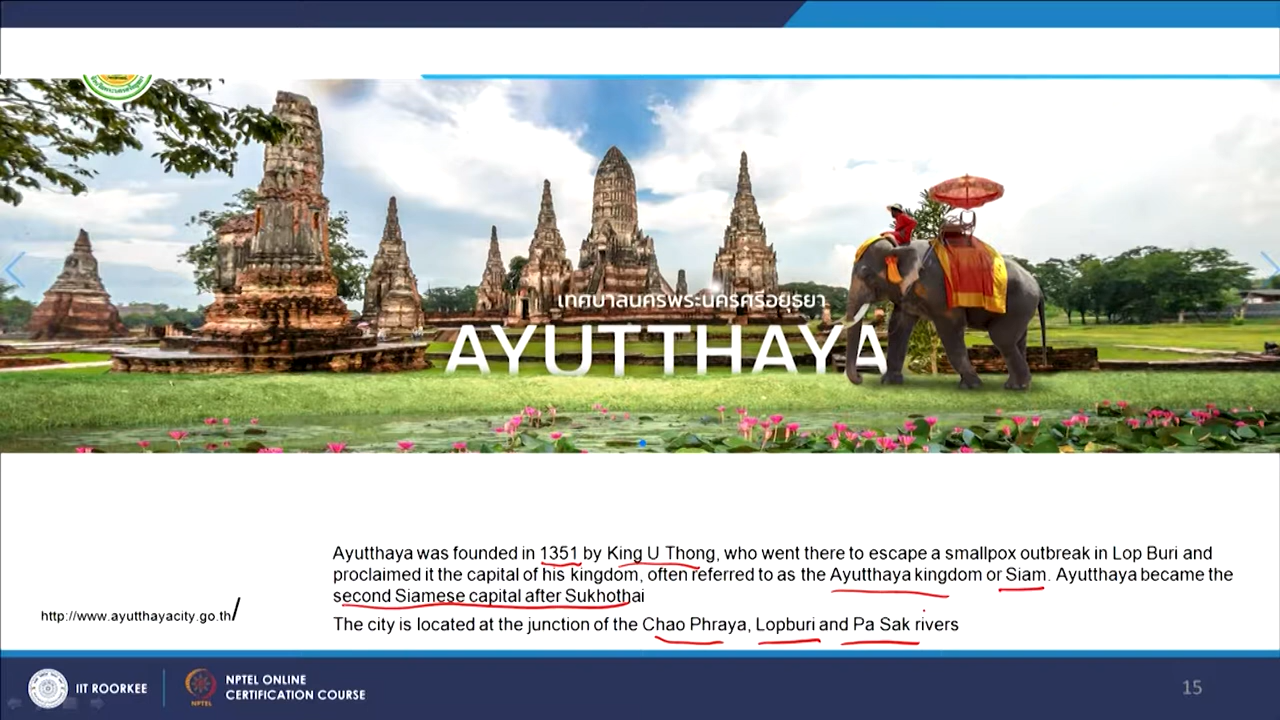 เทศบาลนครพระนครศรีอยุธยา
AYUTTHAYA
Ayutthaya was founded in 1351 by King U Thong, who went there to escape a smallpox outbreak in Lop Buri and
proclaimed it the capital of his kingdom, often referred to as the Ayutthaya kingdom or Siam. Ayutthaya became the
second Siamese capital after Sukhothai
http://www.ayutthayacity.go.th/
The city is located at the junction of the Chao Phraya, Lopburi and Pa Sak rivers
IIT ROORKEE
NPTEL
NPTEL ONLINE
CERTIFICATION COURSE
15